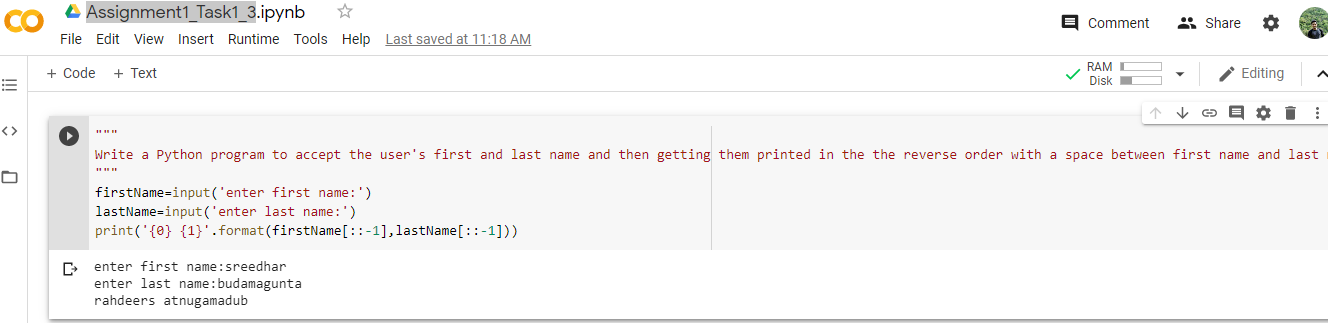 Assignment1_Task1_3.ipynb
Comment Share
File Edit View Insert Runtime Tools Help Last saved at 11:18 AM
+ Code + Text RAM Disk Editing
"""
Write a Python program to accept the user's first and last name and then getting them printed in the the reverse order with a space between first name and last
"""
firstName=input('enter first name:')
lastName=input('enter last name:')
print('{0} {1}'.format(firstName[::-1],lastName[::-1]))
enter first name:sreedhar
enter last name:budamagunta
rahdeers atnugamadub